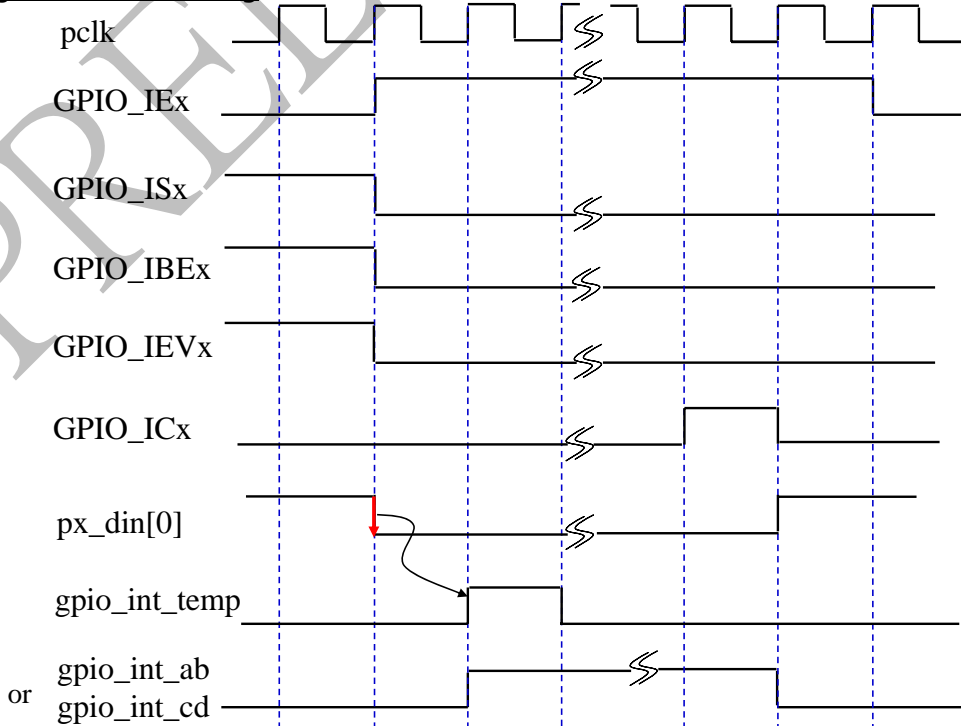 pclk
GPIO_IEx
GPIO_ISx
GPIO_IBEx
GPIO_IEVx
GPIO_ICx
px_din[0]
gpio_int_temp
gpio_int_ab
or
gpio_int_cd